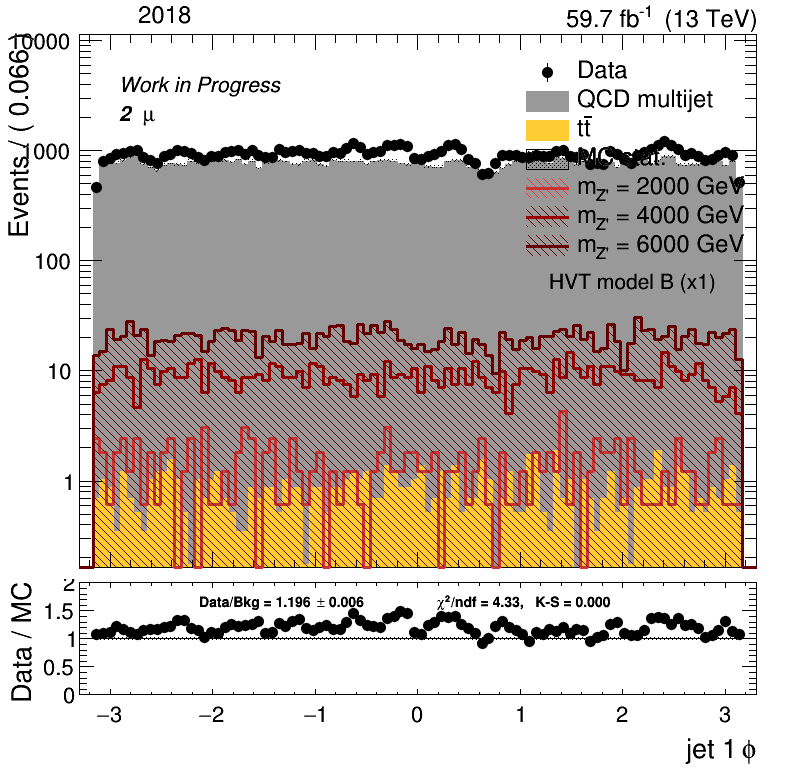 2018
59.7 fb⁻¹ (13 TeV)
Events / ( 0.066 )
10000
1000
100
10
1
Work in Progress
2 μ
Data
QCD multijet
tt̄
MC stat.
m_Z' = 2000 GeV
m_Z' = 4000 GeV
m_Z' = 6000 GeV
HVT model B (x1)
Data / MC
2
1.5
1
0.5
0
Data/Bkg = 1.196 ± 0.006
χ²/ndf = 4.33, K-S = 0.000
−3 −2 −1 0 1 2 3
jet 1 ϕ